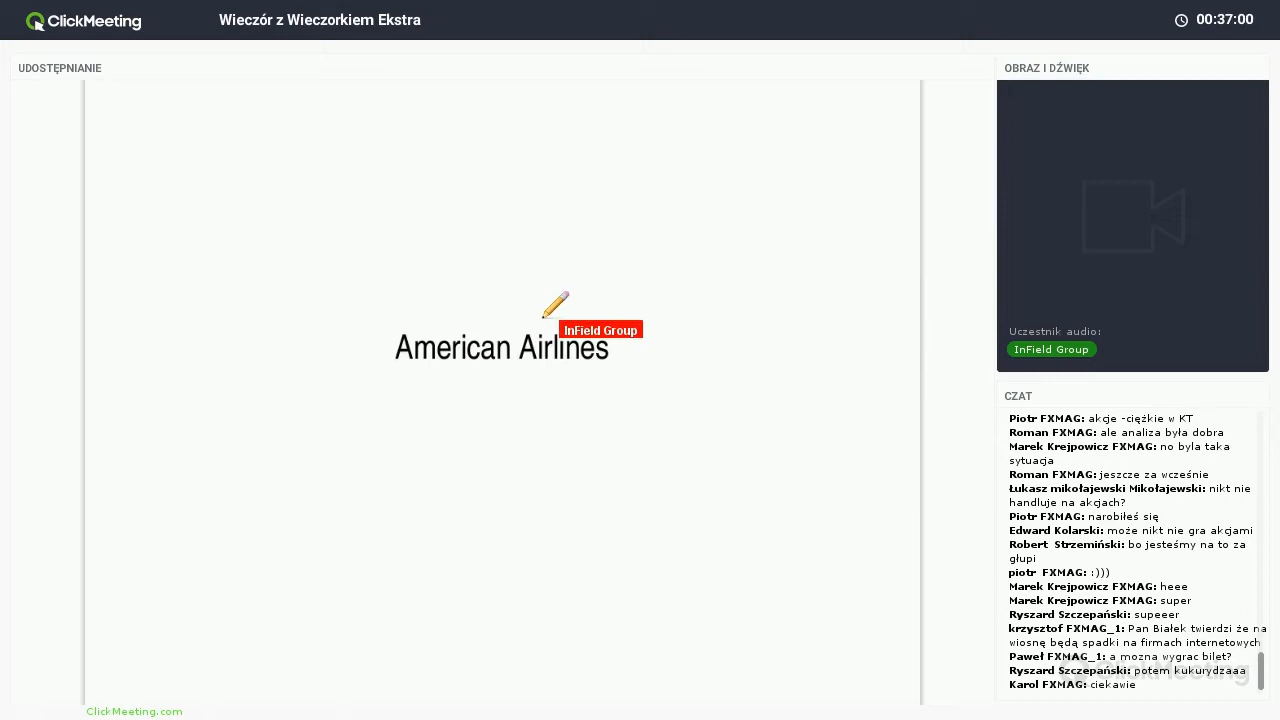 ClickMeeting
Wieczór z Wieczorkiem Ekstra
00:37:00
UDOSTĘPNIANIE
OBRAZ I DŹWIĘK
InField Group
American Airlines
Uczestnik audio:
InField Group
CZAT
Piotr FXMAG: akcje -ciężkie w KT
Roman FXMAG: ale analiza była dobra
Marek Krejpowicz FXMAG: no byla taka
sytuacja
Roman FXMAG: jeszcze za wcześnie
Łukasz mikołajewski Mikołajewski: nikt nie
handluje na akcjach?
Piotr FXMAG: narobiłeś się
Edward Kolarski: może nikt nie gra akcjami
Robert Strzemiński: bo jesteśmy na to za
głupi
piotr FXMAG: :)))
Marek Krejpowicz FXMAG: heee
Marek Krejpowicz FXMAG: super
Ryszard Szczepański: supeeer
krzysztof FXMAG_1: Pan Białek twierdzi że na
wiosnę będą spadki na firmach internetowych
Paweł FXMAG_1: a mozna wygrac bilet?
Ryszard Szczepański: potem kukurydzaaa
Karol FXMAG: ciekawie
ClickMeeting
ClickMeeting.com